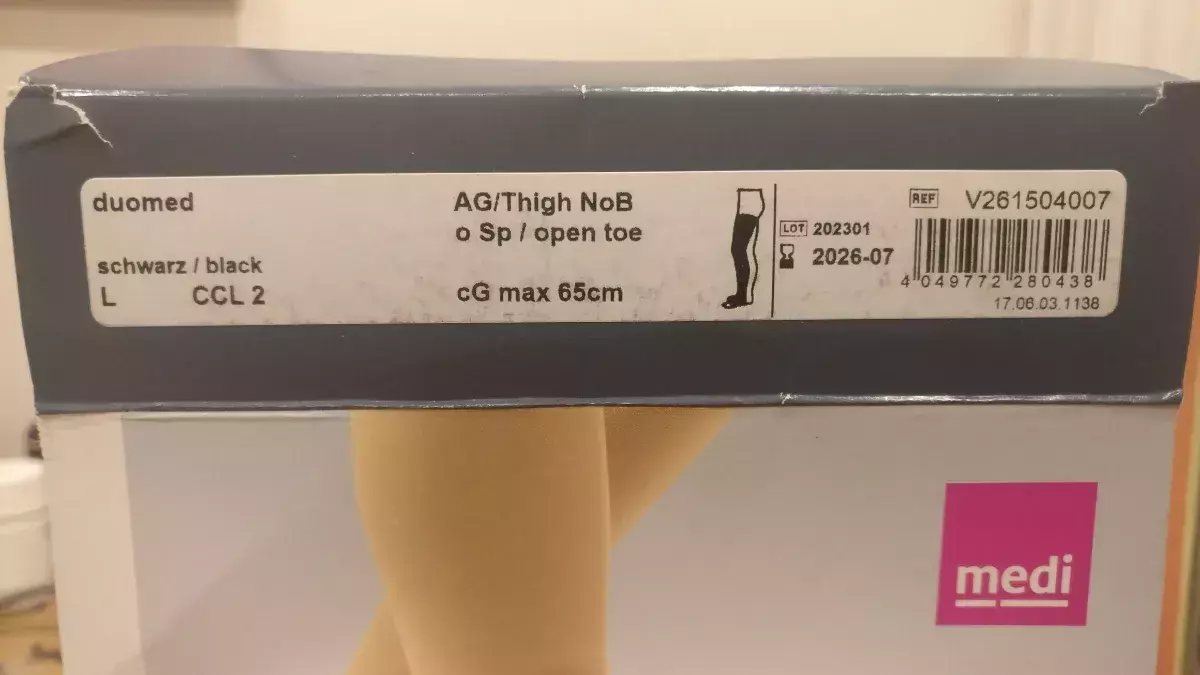 duomed
AG/Thigh NoB
o Sp / open toe
schwarz / black
L CCL 2
cG max 65cm
LOT 202301
2026-07
REF V261504007
4 049772 280438
17.06.03.1138
medi